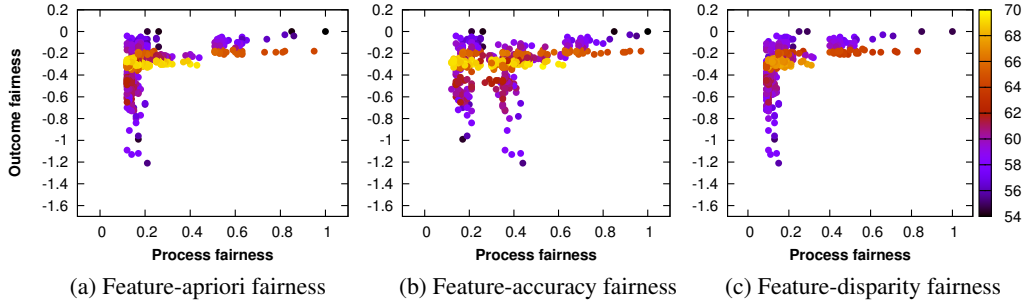 0.2 0.2 0.2 70
0 0 0 68
-0.2 -0.2 -0.2 66
-0.4 -0.4 -0.4 64
-0.6 -0.6 -0.6 62
-0.8 -0.8 -0.8 60
-1 -1 -1
-1.2 -1.2 -1.2 58
-1.4 -1.4 -1.4 56
-1.6 -1.6 -1.6 54
Outcome fairness
0 0.2 0.4 0.6 0.8 1 0 0.2 0.4 0.6 0.8 1 0 0.2 0.4 0.6 0.8 1
Process fairness Process fairness Process fairness
(a) Feature-apriori fairness (b) Feature-accuracy fairness (c) Feature-disparity fairness